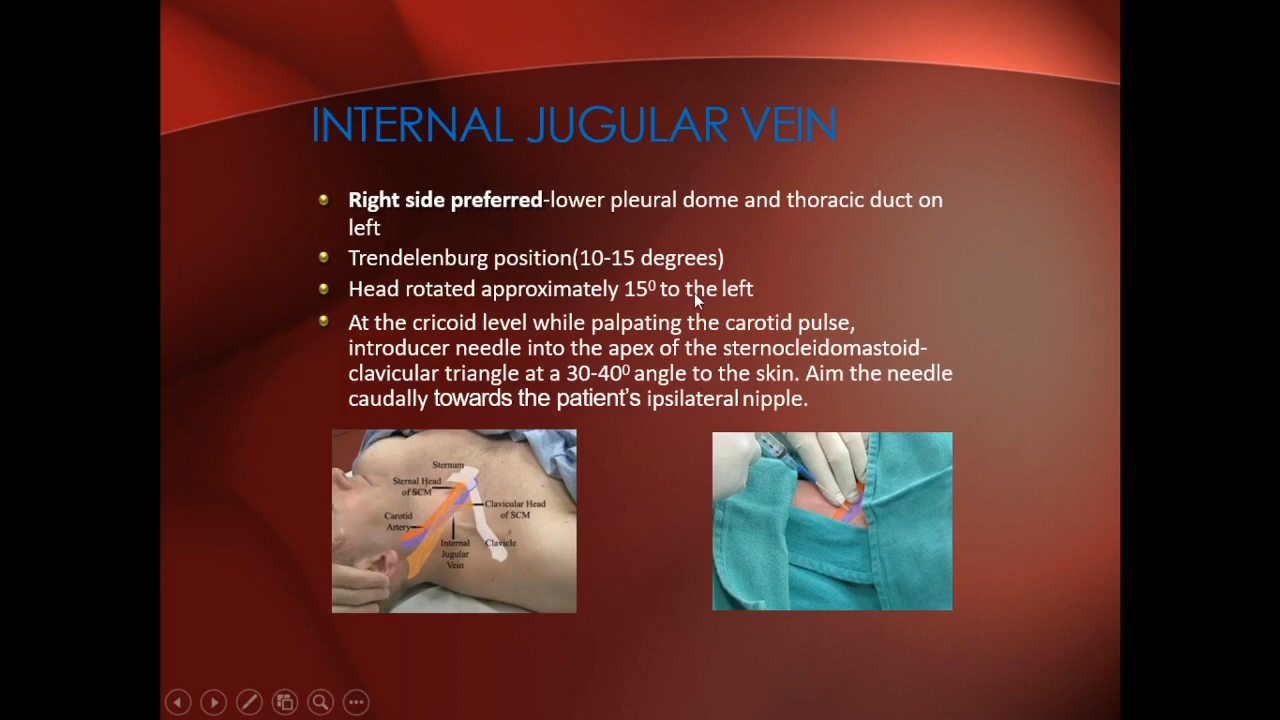 INTERNAL JUGULAR VEIN
Right side preferred-lower pleural dome and thoracic duct on
left
Trendelenburg position(10-15 degrees)
Head rotated approximately 15⁰ to the left
At the cricoid level while palpating the carotid pulse,
introducer needle into the apex of the sternocleidomastoid-
clavicular triangle at a 30-40⁰ angle to the skin. Aim the needle
caudally towards the patient’s ipsilateral nipple.
Sternum
Sternal Head
of SCM
Clavicular Head
of SCM
Carotid
Artery
Internal
Jugular
Vein
Clavicle